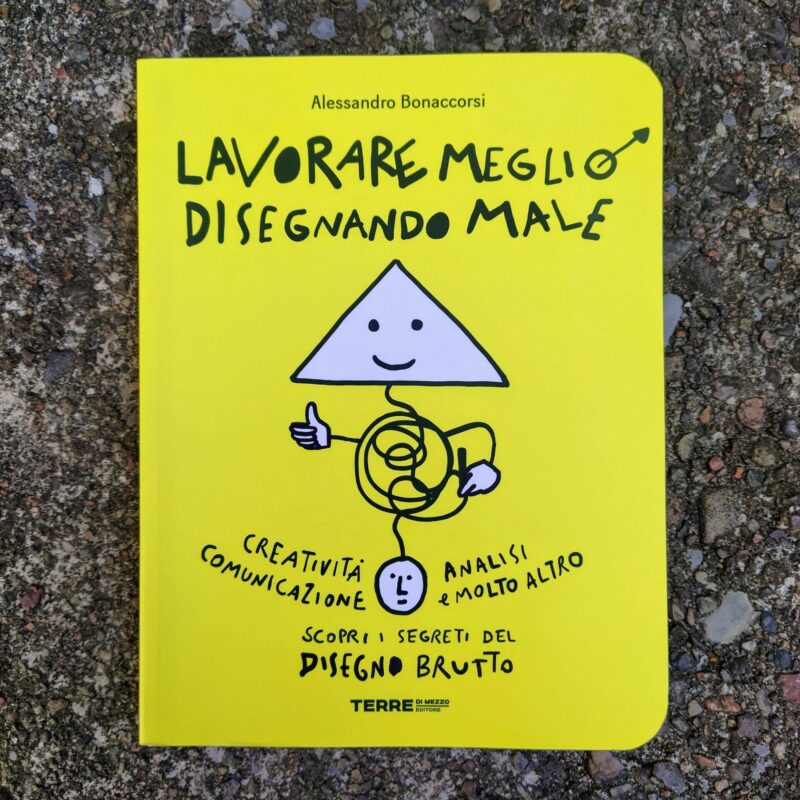 Alessandro Bonaccorsi
LAVORARE MEGLIO
DISEGNANDO MALE
CREATIVITÀ
COMUNICAZIONE
ANALISI
e MOLTO ALTRO
SCOPRI I SEGRETI DEL
DISEGNO BRUTTO
TERRE DI MEZZO
EDITORE